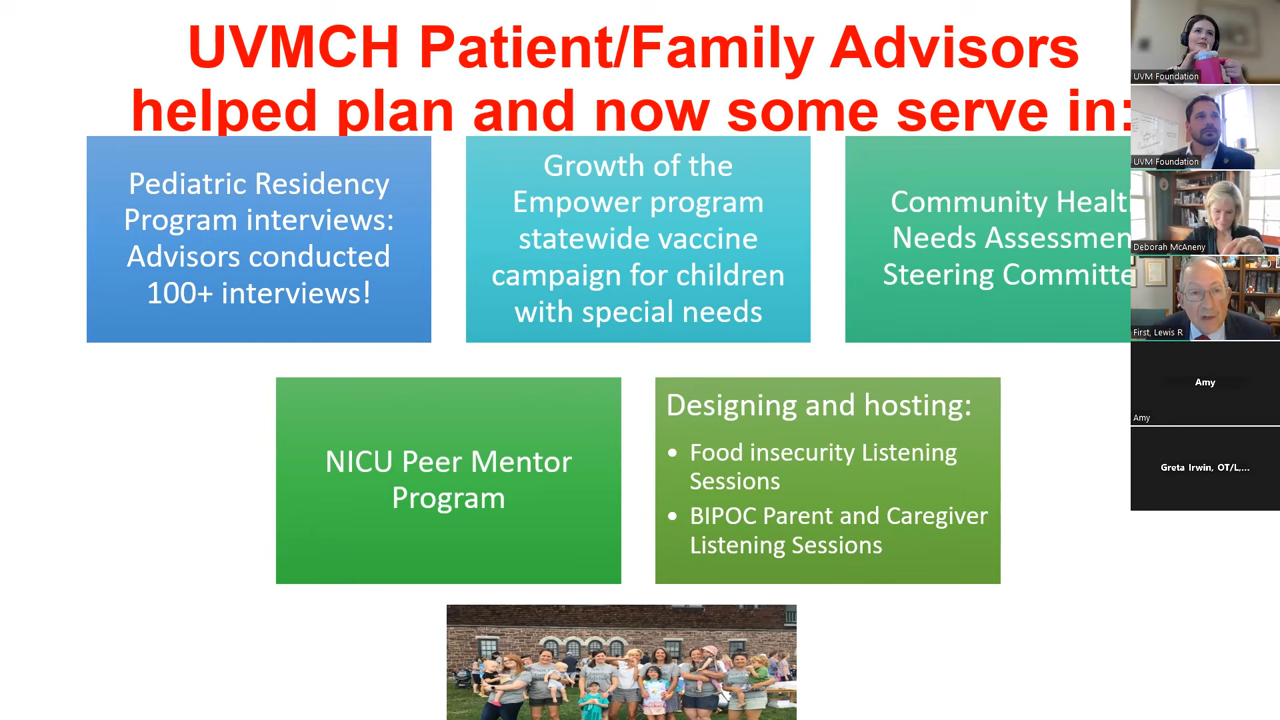 UVMCH Patient/Family Advisors
helped plan and now some serve in:
Pediatric Residency
Program interviews:
Advisors conducted
100+ interviews!
Growth of the
Empower program
statewide vaccine
campaign for children
with special needs
Community Healt
Needs Assessmen
Steering Committe
NICU Peer Mentor
Program
Designing and hosting:
• Food insecurity Listening
Sessions
• BIPOC Parent and Caregiver
Listening Sessions
UVM Foundation
UVM Foundation
Deborah McAneny
First, Lewis R
Amy
Amy
Greta Irwin, OT/L,...